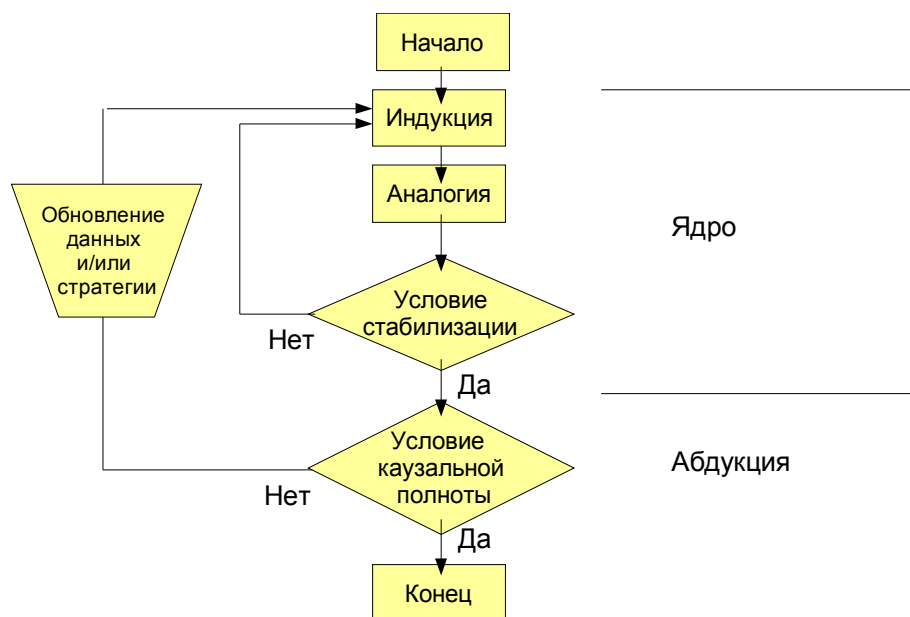 Начало
Индукция
Аналогия
Обновление
данных
и/или
стратегии
Ядро
Условие
стабилизации
Нет
Да
Условие
каузальной
полноты
Абдукция
Нет
Да
Конец